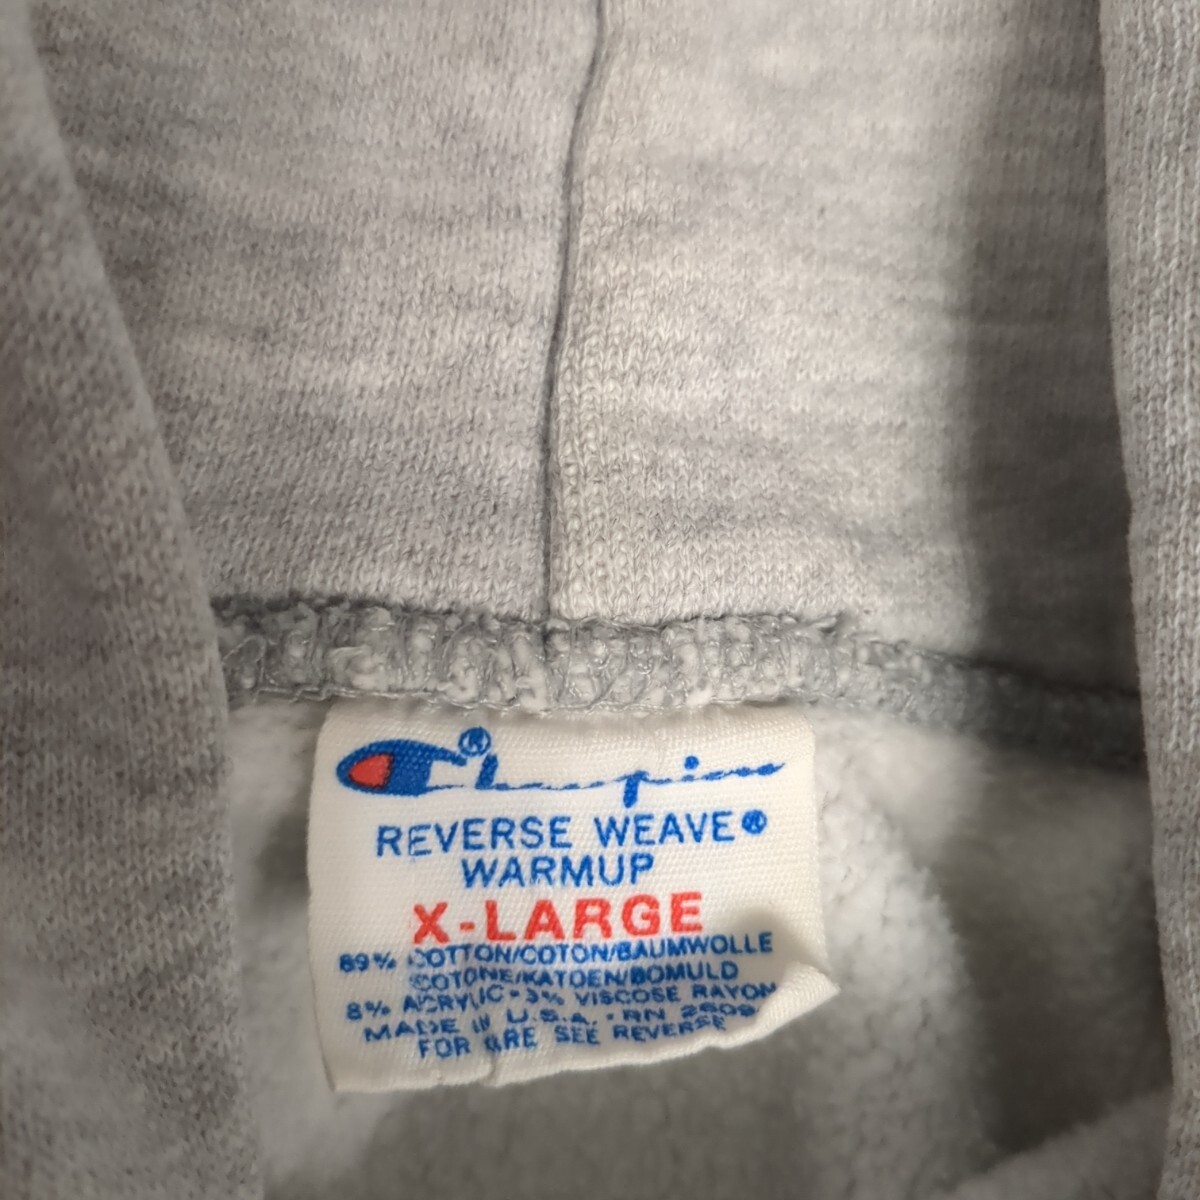 Champion®
REVERSE WEAVE®
WARMUP
X-LARGE
89% COTTON/COTON/BAUMWOLLE
COTONE/KATOEN/BOMULD
8% ACRYLIC - 3% VISCOSE RAYON
MADE IN U.S.A. - RN 26094
FOR CARE SEE REVERSE